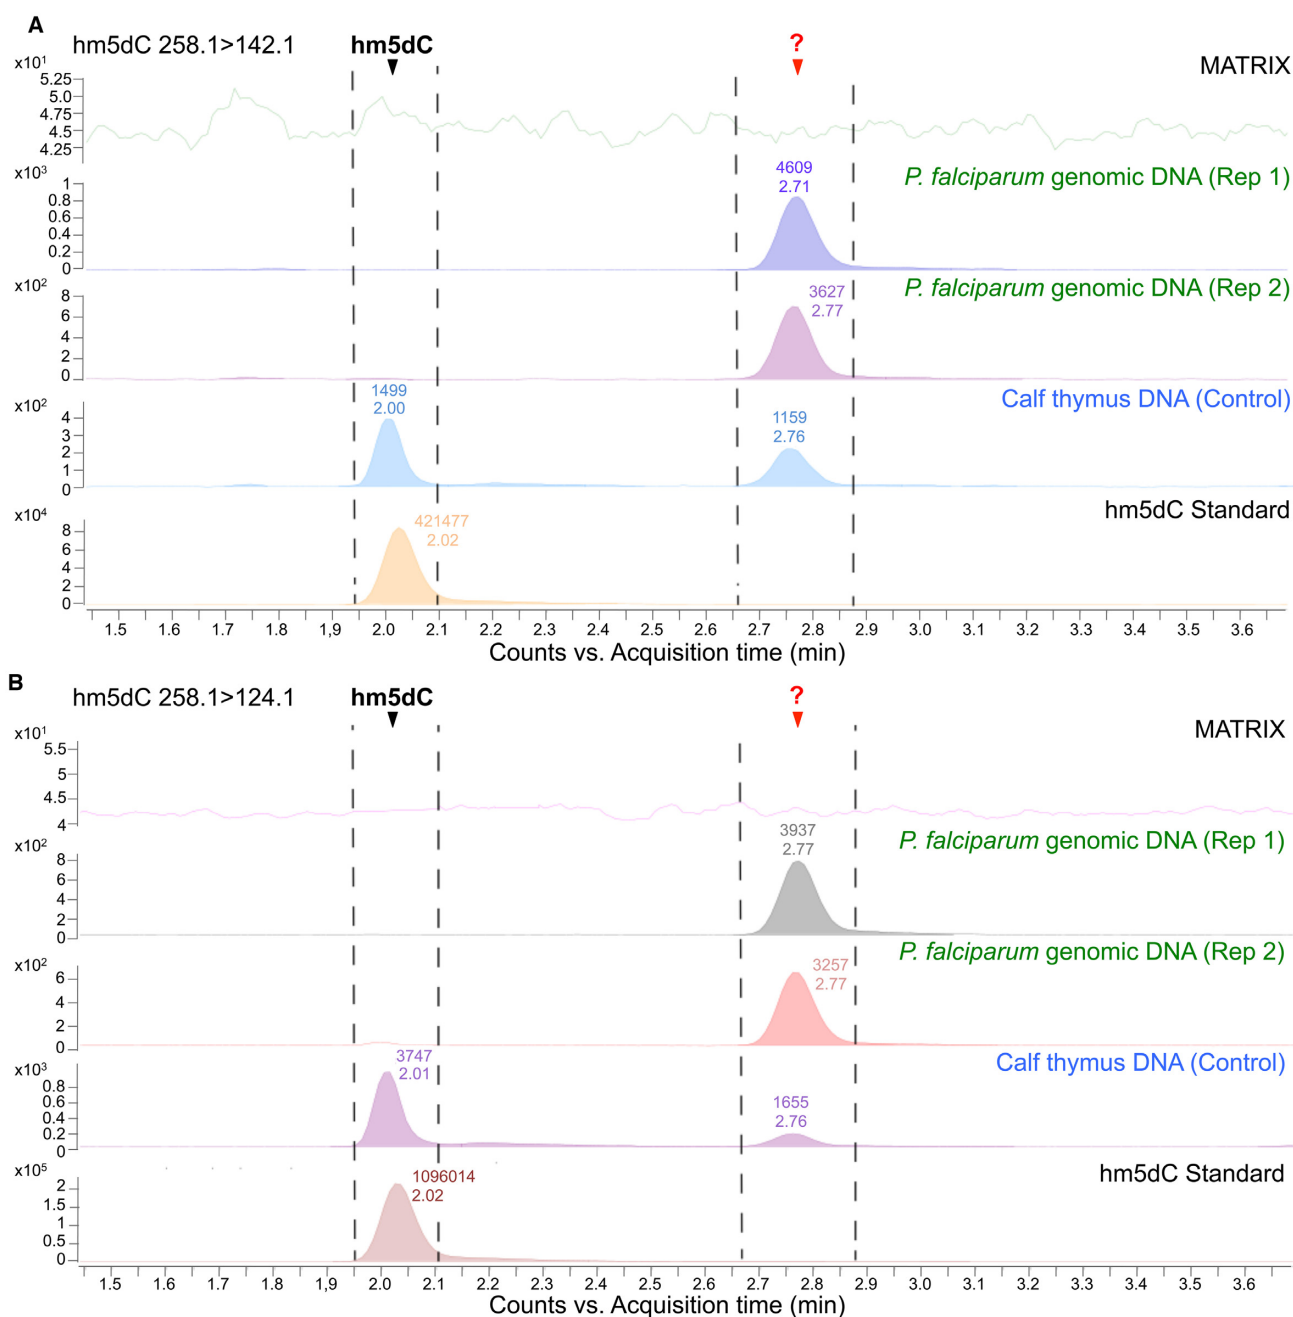 A
hm5dC 258.1>142.1
hm5dC
?
MATRIX
x10¹
5.25
5.0
4.75
4.5
4.25
x10³
P. falciparum genomic DNA (Rep 1)
4609
2.71
1
0.8
0.6
0.4
0.2
0
x10²
P. falciparum genomic DNA (Rep 2)
3627
2.77
8
6
4
2
0
x10²
Calf thymus DNA (Control)
1499
2.00
1159
2.76
4
3
2
1
0
x10⁴
hm5dC Standard
421477
2.02
8
6
4
2
0
1.5 1.6 1.7 1.8 1,9 2.0 2.1 2.2 2.3 2.4 2.5 2.6 2.7 2.8 2.9 3.0 3.1 3.2 3.3 3.4 3.5 3.6
Counts vs. Acquisition time (min)
B
hm5dC 258.1>124.1
hm5dC
?
MATRIX
x10¹
5.5
5
4.5
4
x10²
P. falciparum genomic DNA (Rep 1)
3937
2.77
8
6
4
2
0
x10²
P. falciparum genomic DNA (Rep 2)
3257
2.77
6
4
2
0
x10³
Calf thymus DNA (Control)
3747
2.01
1655
2.76
0.8
0.6
0.4
0.2
0
x10⁵
hm5dC Standard
1096014
2.02
2
1.5
1
0.5
0
1.5 1.6 1.7 1.8 1,9 2.0 2.1 2.2 2.3 2.4 2.5 2.6 2.7 2.8 2.9 3.0 3.1 3.2 3.3 3.4 3.5 3.6
Counts vs. Acquisition time (min)